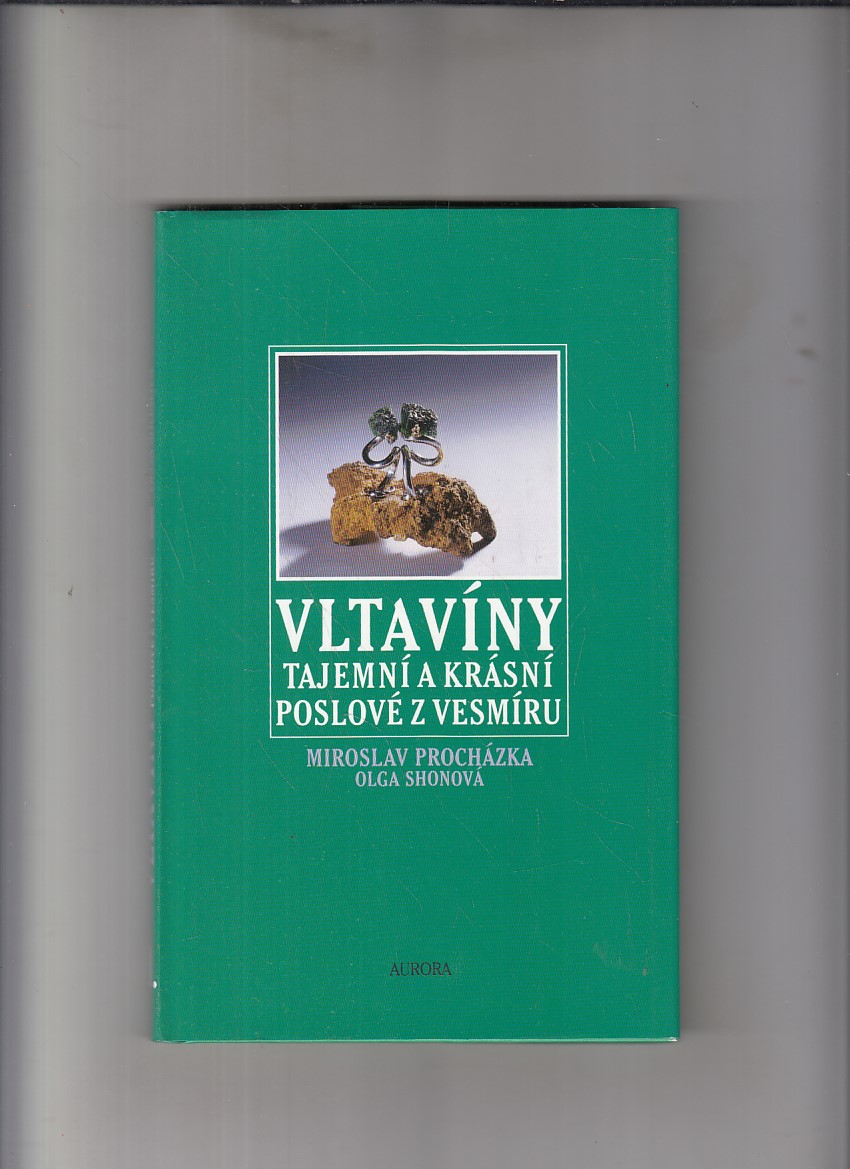 VLTAVÍNY
TAJEMNÍ A KRÁSNÍ
POSLOVÉ Z VESMÍRU
MIROSLAV PROCHÁZKA
OLGA SHONOVÁ
AURORA